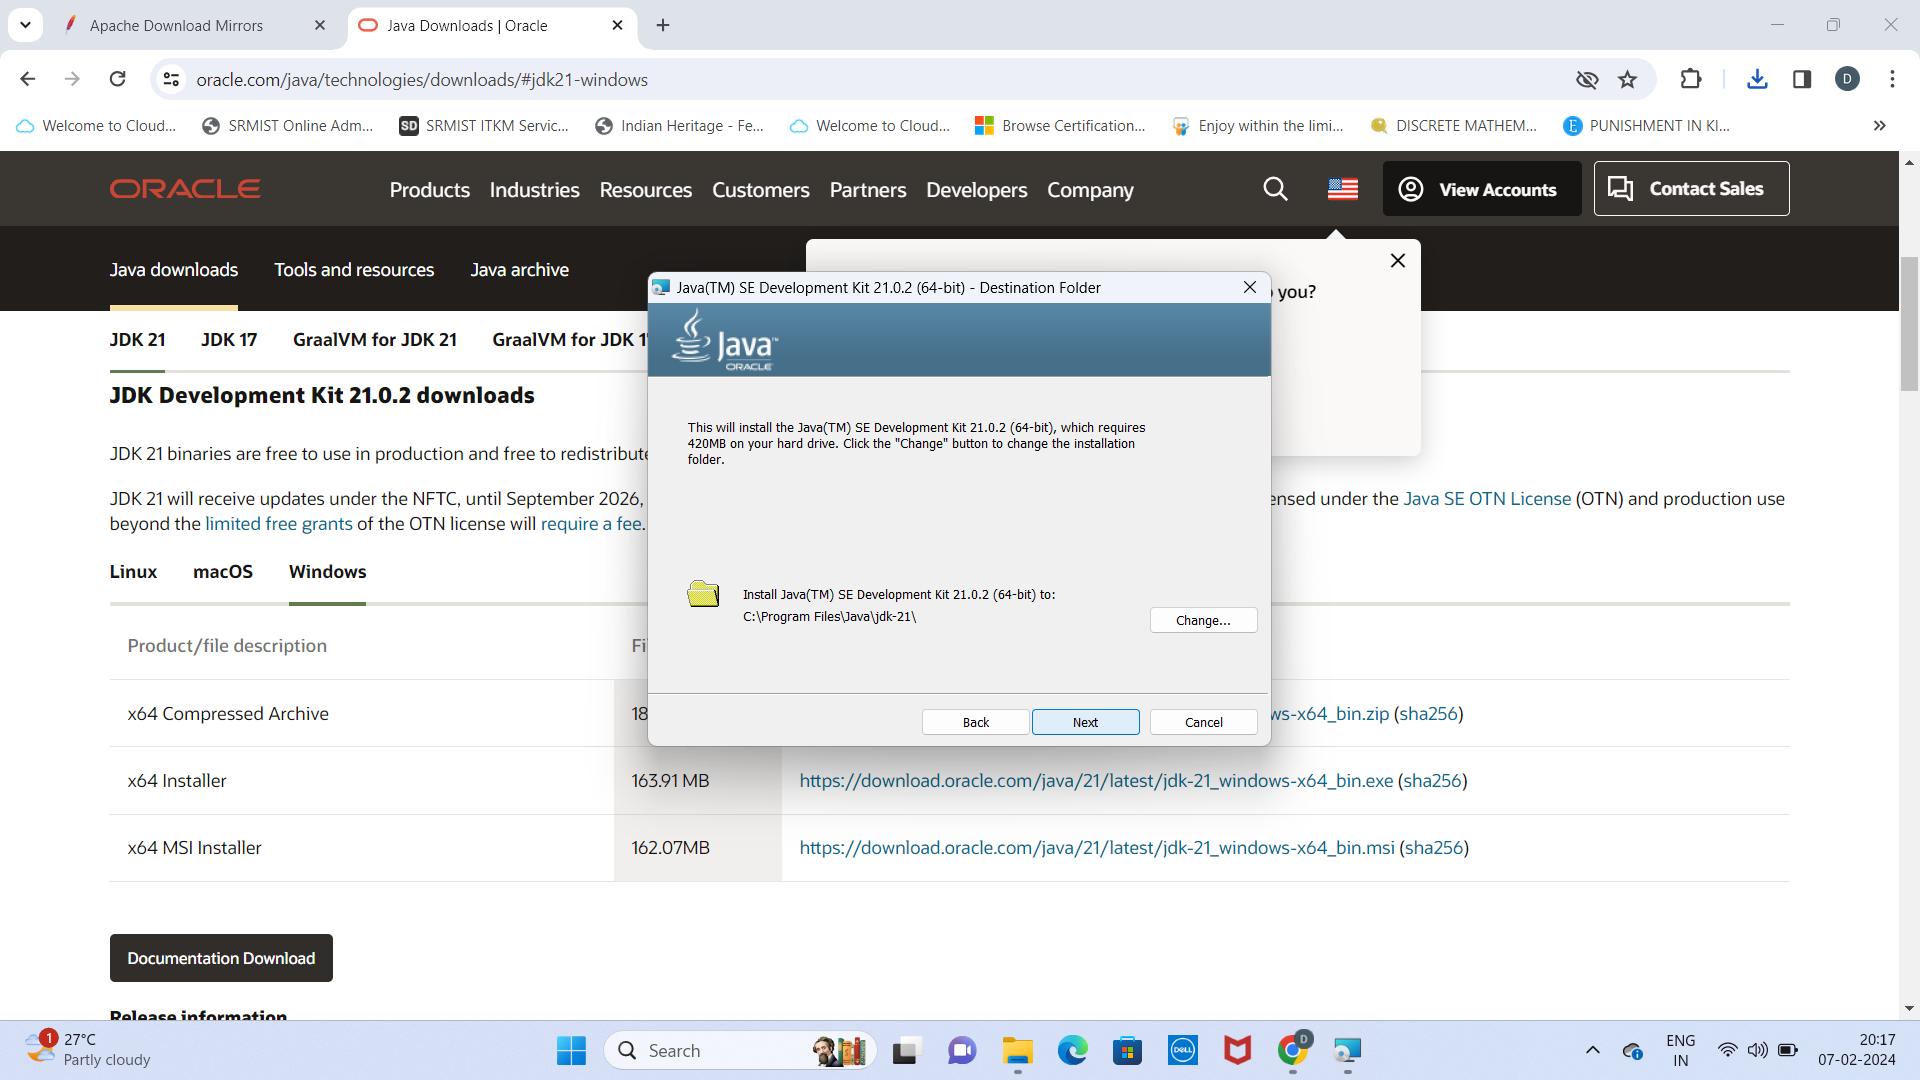 Apache Download Mirrors
Java Downloads | Oracle
oracle.com/java/technologies/downloads/#jdk21-windows
D
Welcome to Cloud...
SRMIST Online Adm...
SD SRMIST ITKM Servic...
Indian Heritage - Fe...
Welcome to Cloud...
Browse Certification...
Enjoy within the limi...
DISCRETE MATHEM...
E PUNISHMENT IN KI...
ORACLE
Products Industries Resources Customers Partners Developers Company
View Accounts
Contact Sales
Java downloads Tools and resources Java archive
you?
Java(TM) SE Development Kit 21.0.2 (64-bit) - Destination Folder
Java™
ORACLE
This will install the Java(TM) SE Development Kit 21.0.2 (64-bit), which requires
420MB on your hard drive. Click the "Change" button to change the installation
folder.
Install Java(TM) SE Development Kit 21.0.2 (64-bit) to:
C:\Program Files\Java\jdk-21\
Change...
Back Next Cancel
JDK 21 JDK 17 GraalVM for JDK 21 GraalVM for JDK
JDK Development Kit 21.0.2 downloads
JDK 21 binaries are free to use in production and free to redistribute
JDK 21 will receive updates under the NFTC, until September 2026, ensed under the Java SE OTN License (OTN) and production use
beyond the limited free grants of the OTN license will require a fee.
Linux macOS Windows
Product/file description Fi
x64 Compressed Archive 18 ws-x64_bin.zip (sha256)
x64 Installer 163.91 MB https://download.oracle.com/java/21/latest/jdk-21_windows-x64_bin.exe (sha256)
x64 MSI Installer 162.07MB https://download.oracle.com/java/21/latest/jdk-21_windows-x64_bin.msi (sha256)
Documentation Download
Release information
1
27°C
Partly cloudy
Search
DELL
D
ENG
IN
20:17
07-02-2024